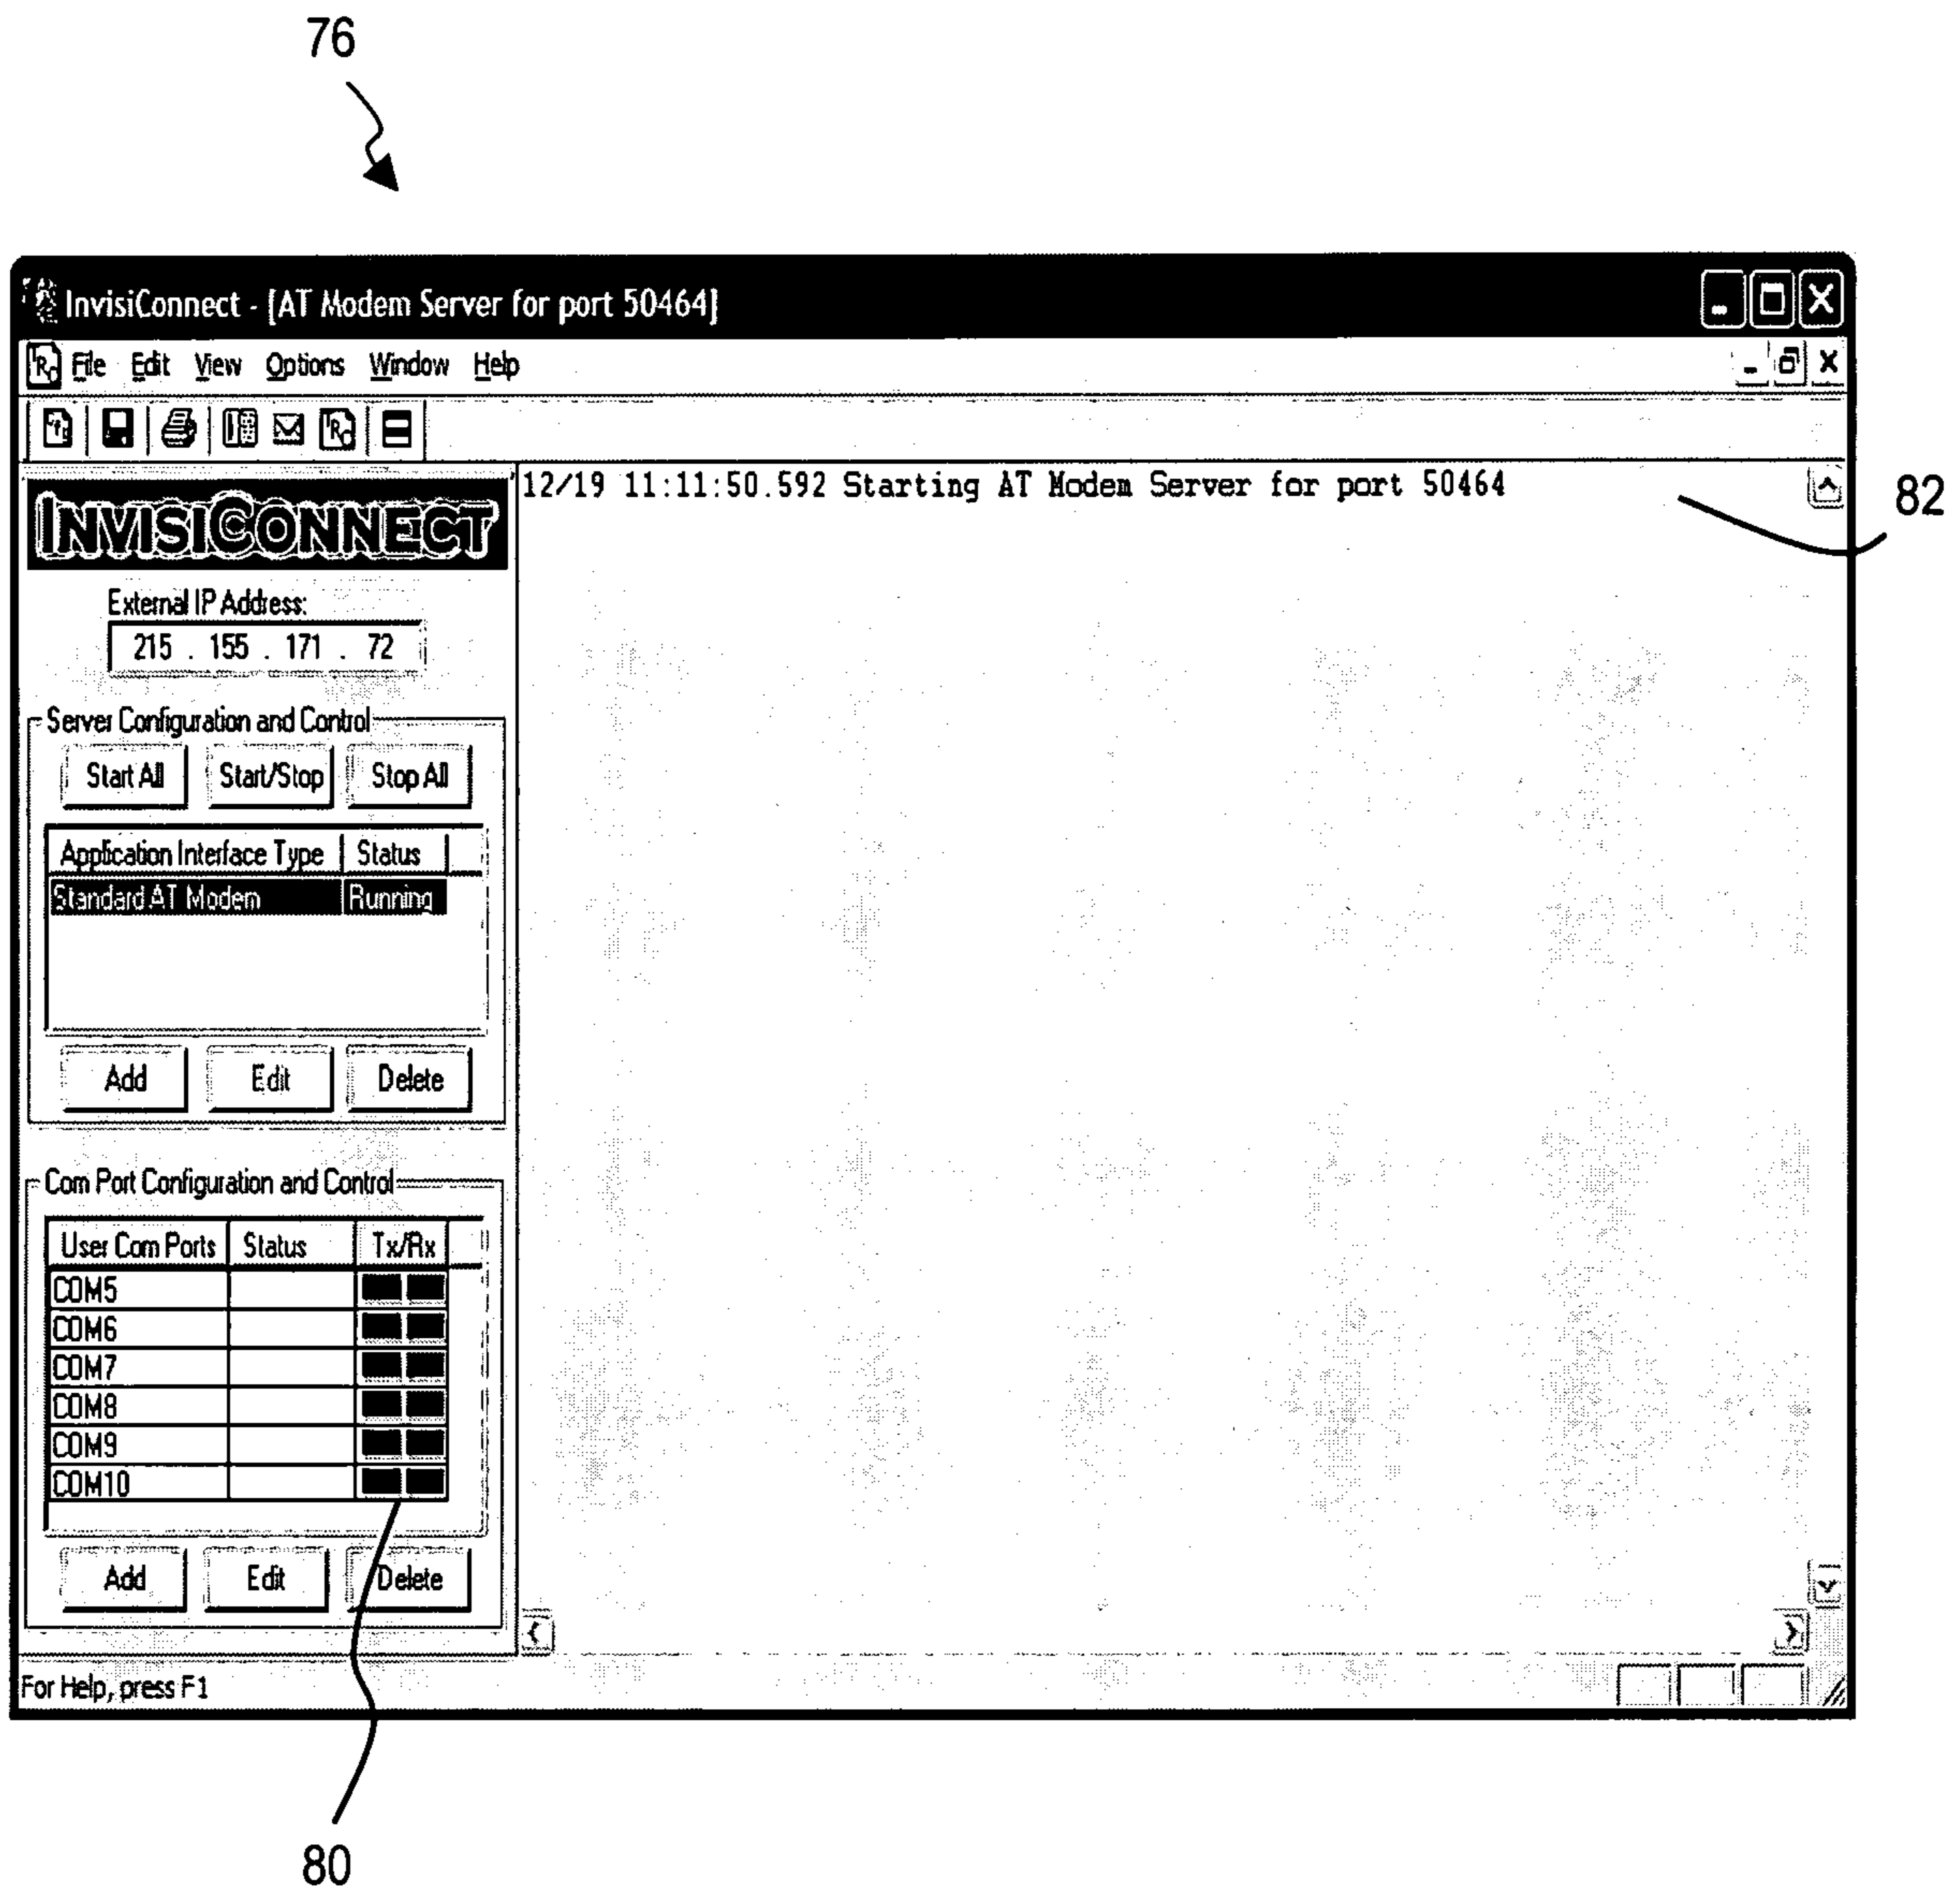 76
InvisiConnect - [AT Modem Server for port 50464]
File Edit View Options Window Help
12/19 11:11:50.592 Starting AT Modem Server for port 50464
82
INVISICONNECT
External IP Address:
215 . 155 . 171 . 72
Server Configuration and Control
Start All Start/Stop Stop All
Application Interface Type Status
Standard AT Modem Running
Add Edit Delete
Com Port Configuration and Control
User Com Ports Status Tx/Rx
COM5
COM6
COM7
COM8
COM9
COM10
Add Edit Delete
For Help, press F1
80